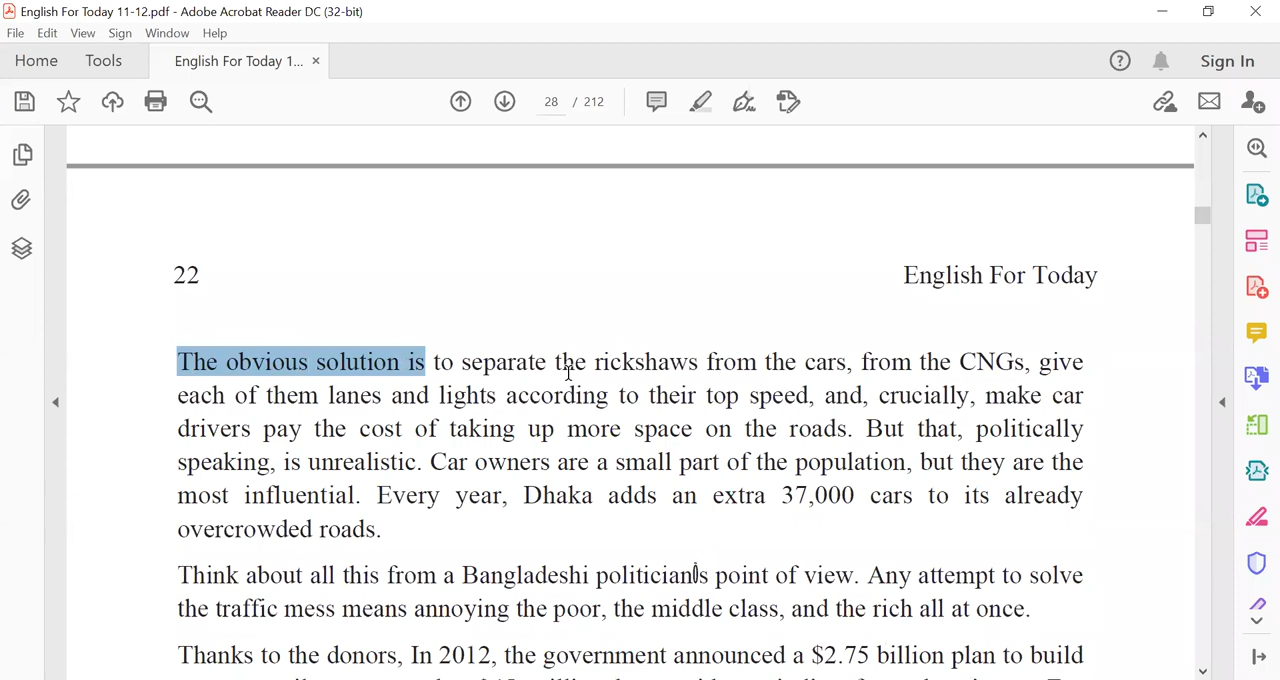 English For Today 11-12.pdf - Adobe Acrobat Reader DC (32-bit)
File Edit View Sign Window Help
Home Tools English For Today 1... × Sign In
28 / 212
22 English For Today
The obvious solution is to separate the rickshaws from the cars, from the CNGs, give
each of them lanes and lights according to their top speed, and, crucially, make car
drivers pay the cost of taking up more space on the roads. But that, politically
speaking, is unrealistic. Car owners are a small part of the population, but they are the
most influential. Every year, Dhaka adds an extra 37,000 cars to its already
overcrowded roads.
Think about all this from a Bangladeshi politician˜s point of view. Any attempt to solve
the traffic mess means annoying the poor, the middle class, and the rich all at once.
Thanks to the donors, In 2012, the government announced a $2.75 billion plan to build